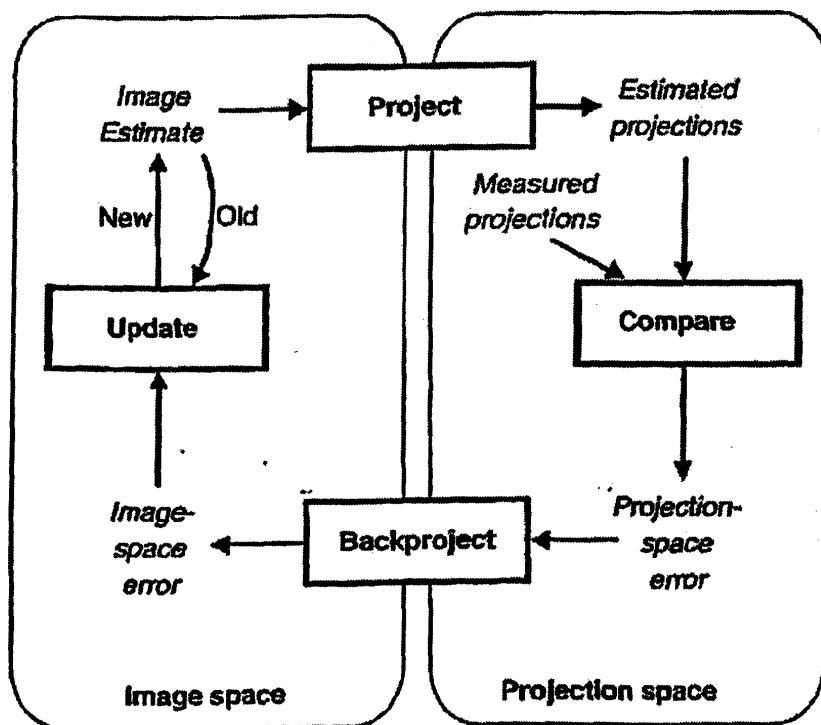 Image
Estimate
Project
Estimated
projections
Measured
projections
New
Old
Update
Compare
Image-
space
error
Backproject
Projection-
space
error
Image space
Projection space